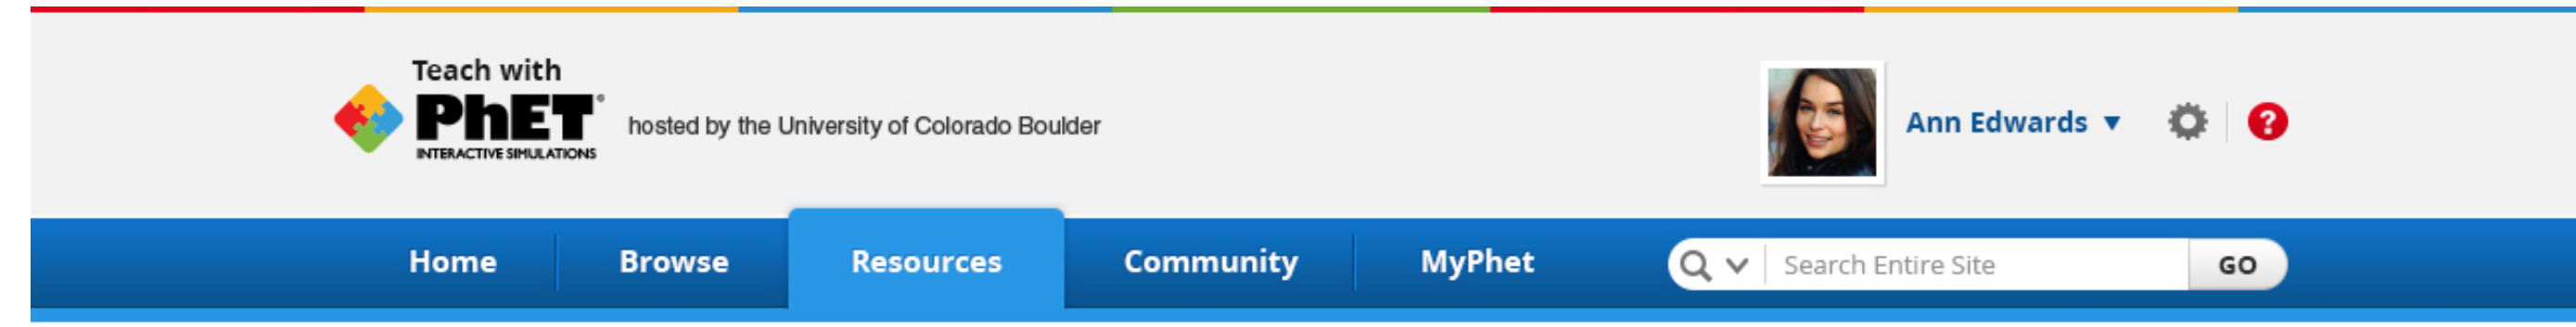 Teach with
PhET®
INTERACTIVE SIMULATIONS
hosted by the University of Colorado Boulder
Ann Edwards
?
Home
Browse
Resources
Community
MyPhet
Search Entire Site
GO